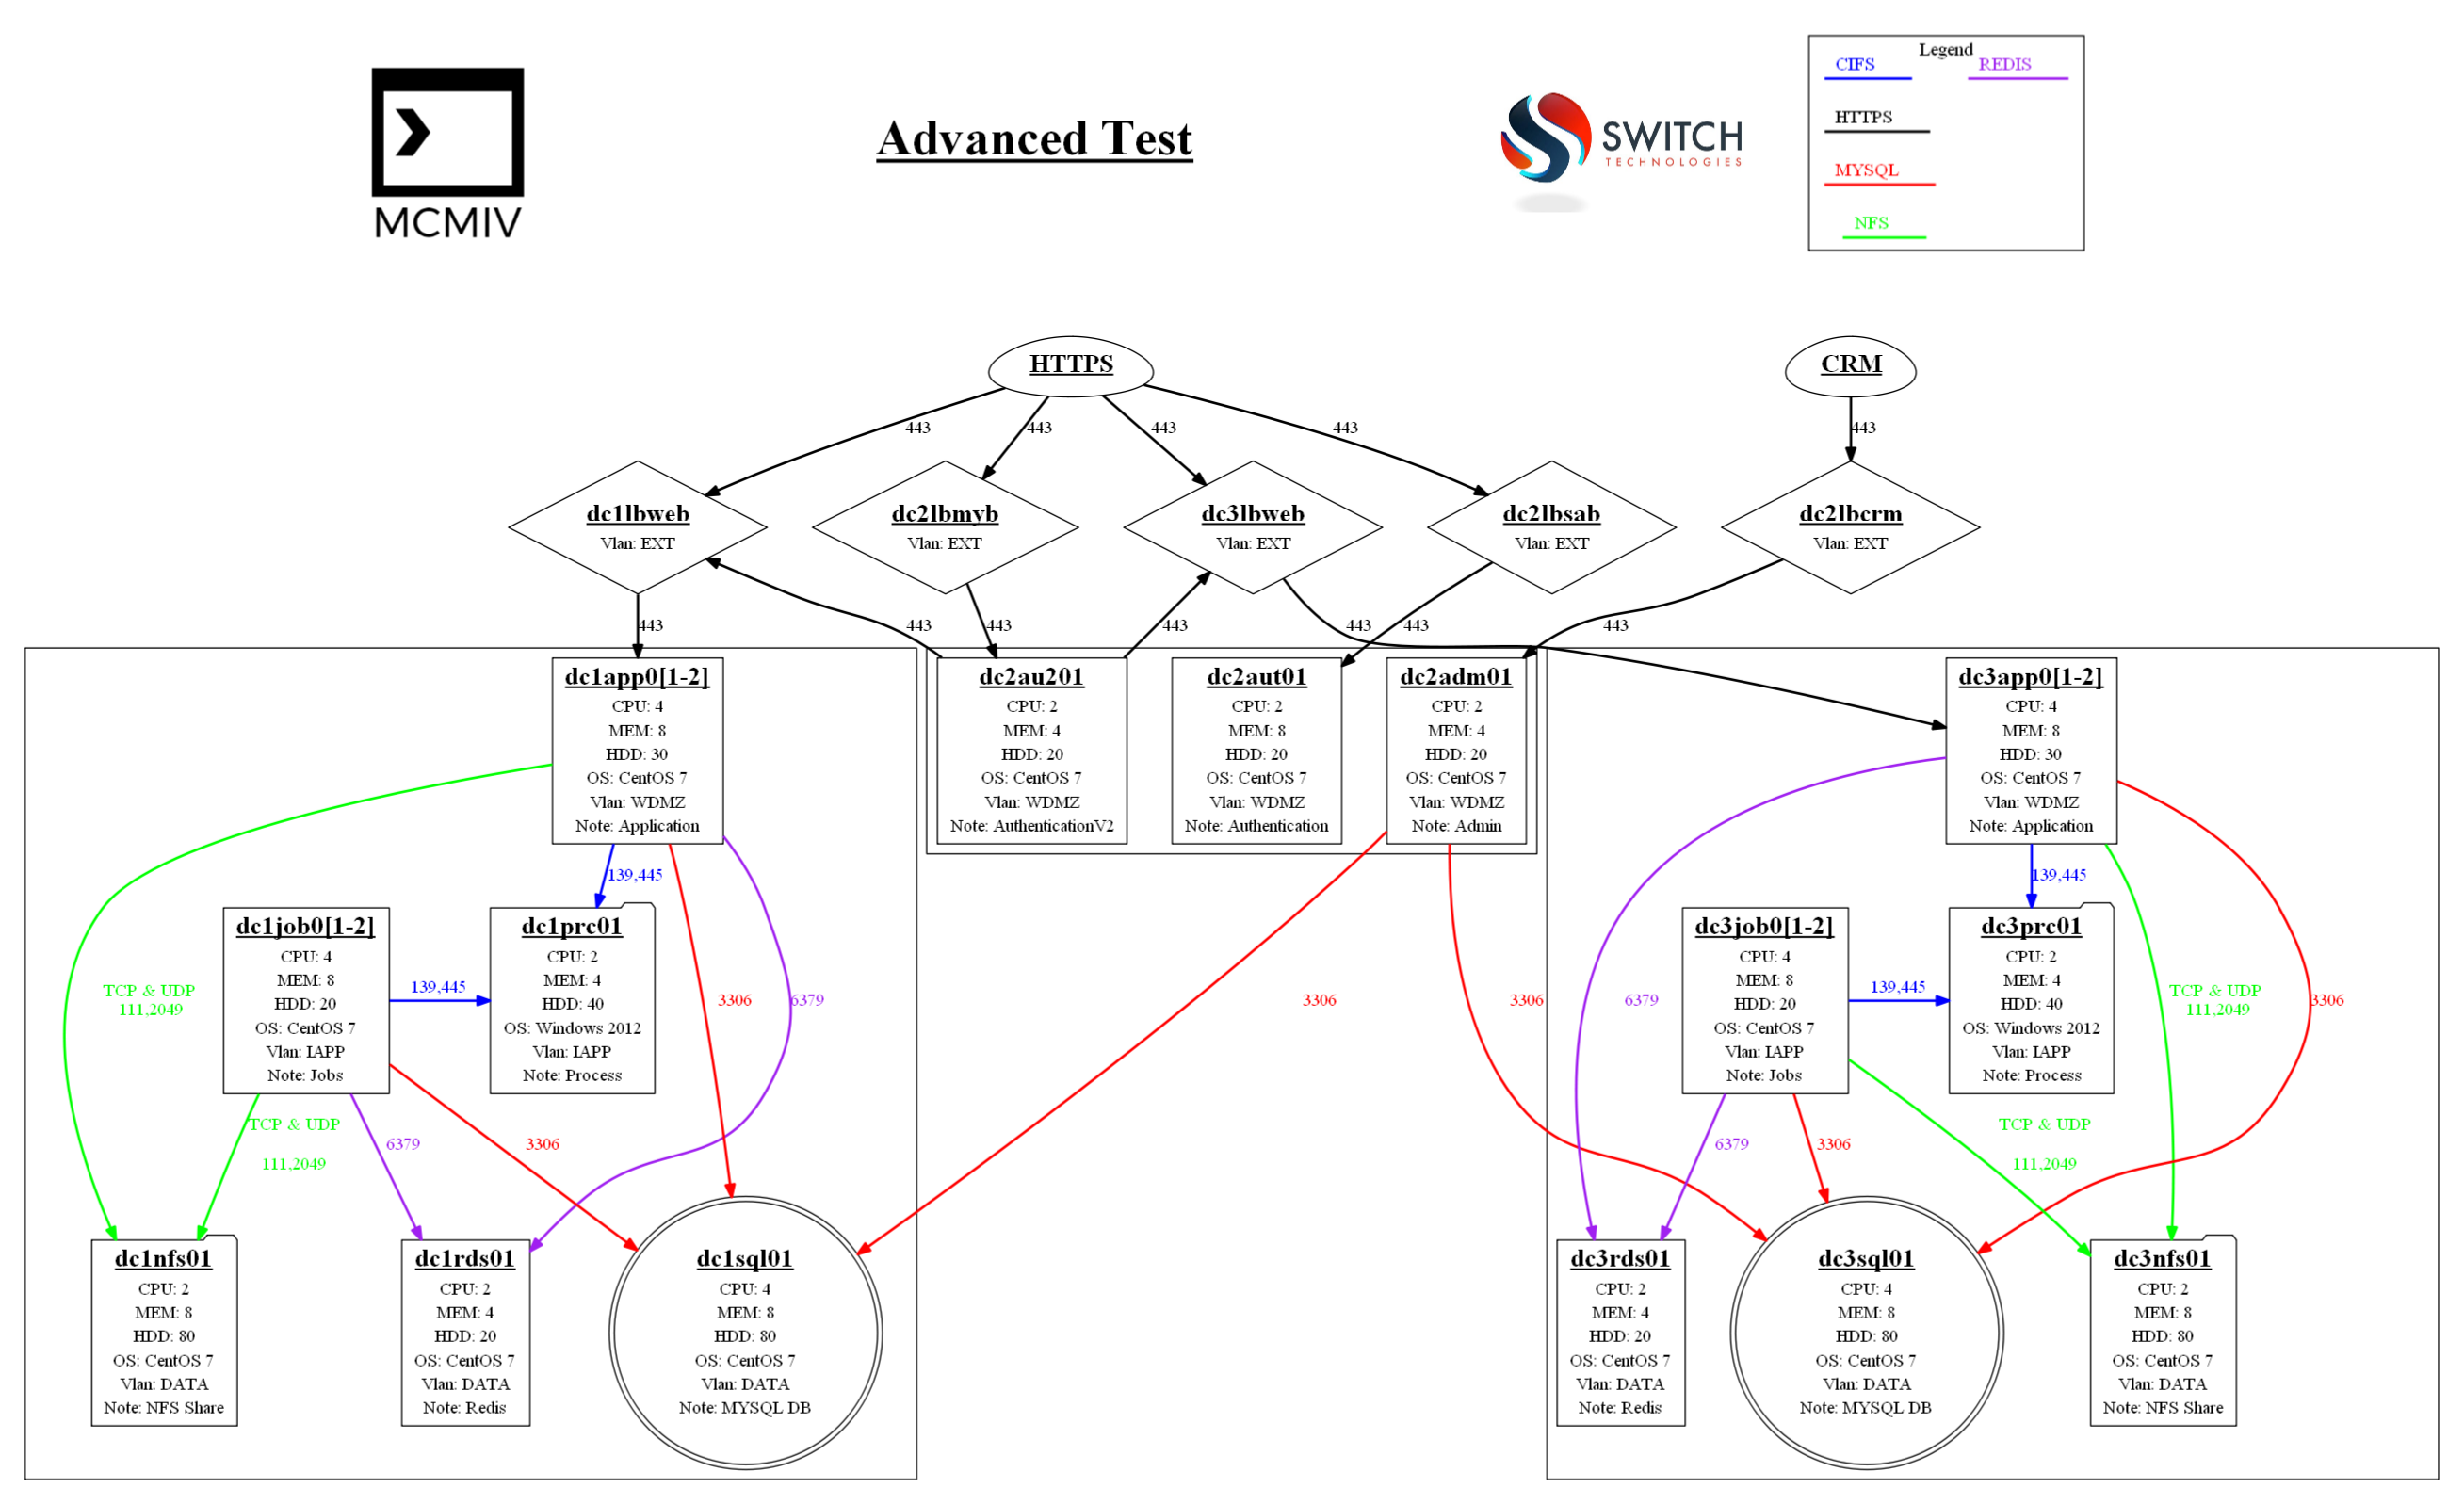 MCMIV
Advanced Test
SWITCH
TECHNOLOGIES
Legend
CIFS
REDIS
HTTPS
MYSQL
NFS
HTTPS
CRM
443
443
443
443
443
dc1lbweb
Vlan: EXT
dc2lbmyb
Vlan: EXT
dc3lbweb
Vlan: EXT
dc2lbsab
Vlan: EXT
dc2lbcrm
Vlan: EXT
443
443
443
443
443
443
443
dc1app0[1-2]
CPU: 4
MEM: 8
HDD: 30
OS: CentOS 7
Vlan: WDMZ
Note: Application
dc2au201
CPU: 2
MEM: 4
HDD: 20
OS: CentOS 7
Vlan: WDMZ
Note: AuthenticationV2
dc2aut01
CPU: 2
MEM: 8
HDD: 20
OS: CentOS 7
Vlan: WDMZ
Note: Authentication
dc2adm01
CPU: 2
MEM: 4
HDD: 20
OS: CentOS 7
Vlan: WDMZ
Note: Admin
dc3app0[1-2]
CPU: 4
MEM: 8
HDD: 30
OS: CentOS 7
Vlan: WDMZ
Note: Application
139,445
139,445
TCP & UDP
111,2049
dc1job0[1-2]
CPU: 4
MEM: 8
HDD: 20
OS: CentOS 7
Vlan: IAPP
Note: Jobs
139,445
dc1prc01
CPU: 2
MEM: 4
HDD: 40
OS: Windows 2012
Vlan: IAPP
Note: Process
3306
6379
3306
3306
6379
dc3job0[1-2]
CPU: 4
MEM: 8
HDD: 20
OS: CentOS 7
Vlan: IAPP
Note: Jobs
139,445
dc3prc01
CPU: 2
MEM: 4
HDD: 40
OS: Windows 2012
Vlan: IAPP
Note: Process
TCP & UDP
111,2049
3306
TCP & UDP
111,2049
6379
3306
6379
3306
TCP & UDP
111,2049
dc1nfs01
CPU: 2
MEM: 8
HDD: 80
OS: CentOS 7
Vlan: DATA
Note: NFS Share
dc1rds01
CPU: 2
MEM: 4
HDD: 20
OS: CentOS 7
Vlan: DATA
Note: Redis
dc1sql01
CPU: 4
MEM: 8
HDD: 80
OS: CentOS 7
Vlan: DATA
Note: MYSQL DB
dc3rds01
CPU: 2
MEM: 4
HDD: 20
OS: CentOS 7
Vlan: DATA
Note: Redis
dc3sql01
CPU: 4
MEM: 8
HDD: 80
OS: CentOS 7
Vlan: DATA
Note: MYSQL DB
dc3nfs01
CPU: 2
MEM: 8
HDD: 80
OS: CentOS 7
Vlan: DATA
Note: NFS Share